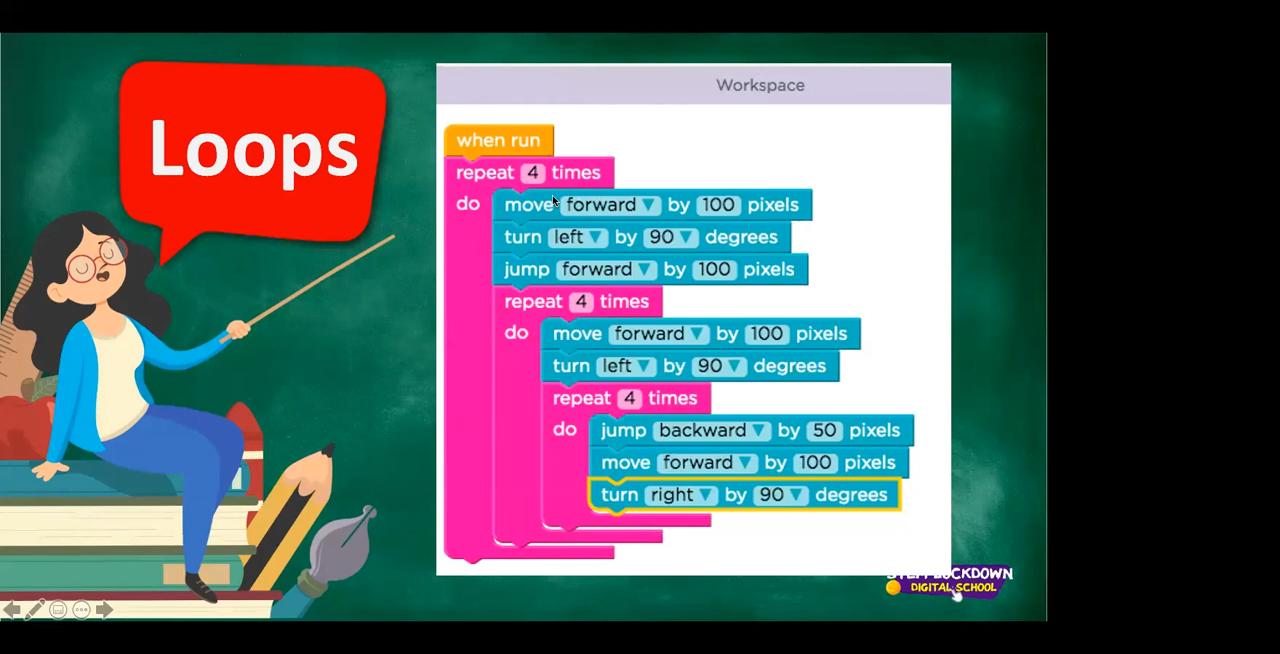 Loops
Workspace
when run
repeat 4 times
do move forward by 100 pixels
turn left by 90 degrees
jump forward by 100 pixels
repeat 4 times
do move forward by 100 pixels
turn left by 90 degrees
repeat 4 times
do jump backward by 50 pixels
move forward by 100 pixels
turn right by 90 degrees
LOCKDOWN
DIGITAL SCHOOL